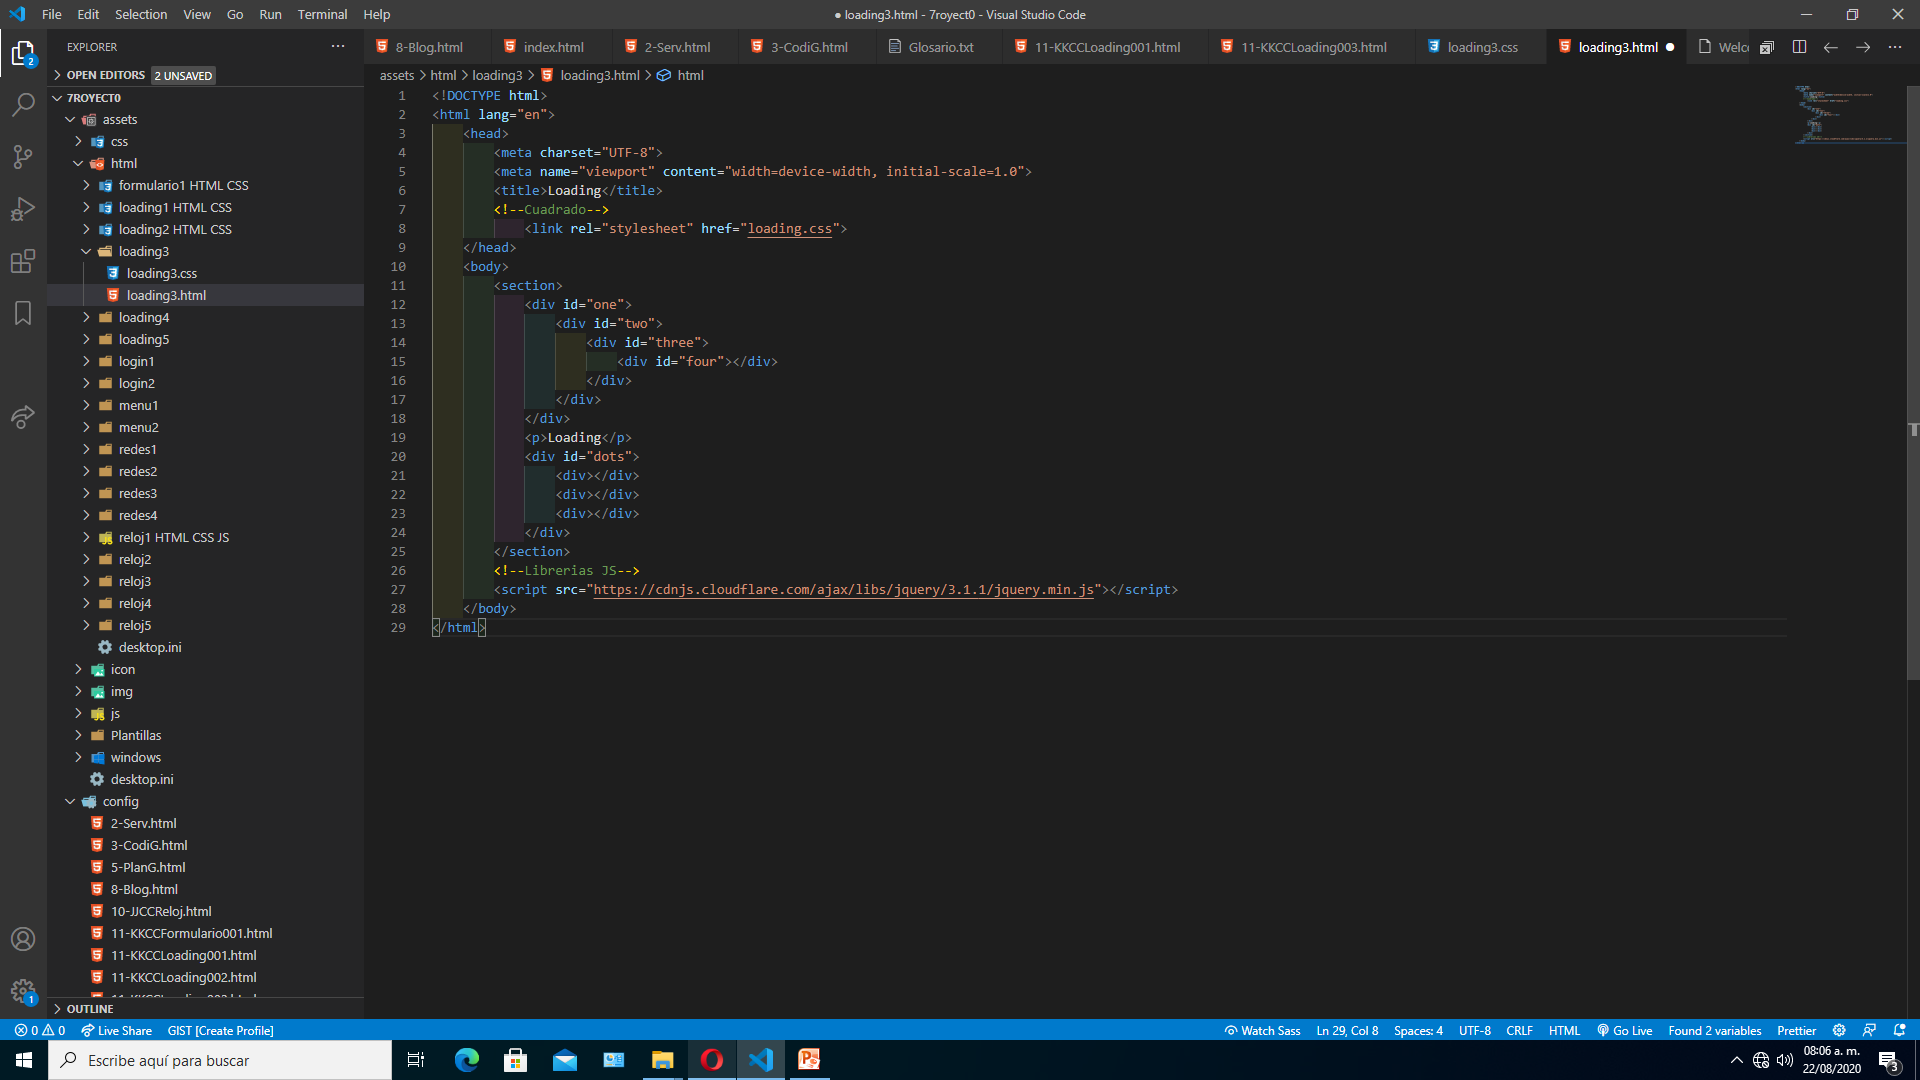 File Edit Selection View Go Run Terminal Help
● loading3.html - 7royect0 - Visual Studio Code
EXPLORER
OPEN EDITORS 2 UNSAVED
7ROYECT0
assets
css
html
formulario1 HTML CSS
loading1 HTML CSS
loading2 HTML CSS
loading3
loading3.css
loading3.html
loading4
loading5
login1
login2
menu1
menu2
redes1
redes2
redes3
redes4
reloj1 HTML CSS JS
reloj2
reloj3
reloj4
reloj5
desktop.ini
icon
img
js
Plantillas
windows
desktop.ini
config
2-Serv.html
3-CodiG.html
5-PlanG.html
8-Blog.html
10-JJCCReloj.html
11-KKCCFormulario001.html
11-KKCCLoading001.html
11-KKCCLoading002.html
OUTLINE
8-Blog.html index.html 2-Serv.html 3-CodiG.html Glosario.txt 11-KKCCLoading001.html 11-KKCCLoading003.html loading3.css loading3.html ● Welc
assets > html > loading3 > loading3.html > html
1 <!DOCTYPE html>
2 <html lang="en">
3 <head>
4 <meta charset="UTF-8">
5 <meta name="viewport" content="width=device-width, initial-scale=1.0">
6 <title>Loading</title>
7 <!--Cuadrado-->
8 <link rel="stylesheet" href="loading.css">
9 </head>
10 <body>
11 <section>
12 <div id="one">
13 <div id="two">
14 <div id="three">
15 <div id="four"></div>
16 </div>
17 </div>
18 </div>
19 <p>Loading</p>
20 <div id="dots">
21 <div></div>
22 <div></div>
23 <div></div>
24 </div>
25 </section>
26 <!--Librerias JS-->
27 <script src="https://cdnjs.cloudflare.com/ajax/libs/jquery/3.1.1/jquery.min.js"></script>
28 </body>
29 </html>
2
1
0 0 Live Share GIST [Create Profile] Watch Sass Ln 29, Col 8 Spaces: 4 UTF-8 CRLF HTML Go Live Found 2 variables Prettier
Escribe aquí para buscar
08:06 a. m.
22/08/2020
3